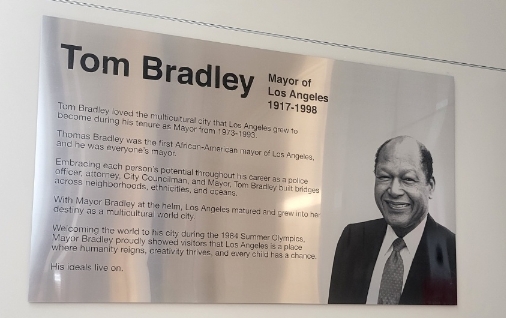 Tom Bradley
Mayor of
Los Angeles
1917-1998
Tom Bradley loved the multicultural city that Los Angeles grew to
become during his tenure as Mayor from 1973-1993.
Thomas Bradley was the first African-American mayor of Los Angeles,
and he was everyone's mayor.
Embracing each person's potential throughout his career as a police
officer, attorney, City Councilman, and Mayor, Tom Bradley built bridges
across neighborhoods, ethnicities, and oceans.
With Mayor Bradley at the helm, Los Angeles matured and grew into her
destiny as a multicultural world city.
Welcoming the world to his city during the 1984 Summer Olympics,
Mayor Bradley proudly showed visitors that Los Angeles is a place
where humanity reigns, creativity thrives, and every child has a chance.
His ideals live on.